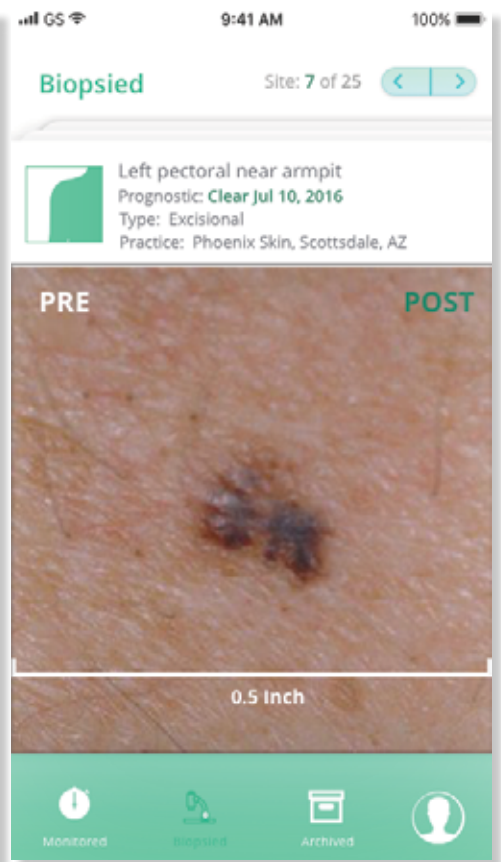 GS 9:41 AM 100%
Biopsied Site: 7 of 25
Left pectoral near armpit
Prognostic: Clear Jul 10, 2016
Type: Excisional
Practice: Phoenix Skin, Scottsdale, AZ
PRE POST
0.5 Inch
Monitored Biopsied Archived